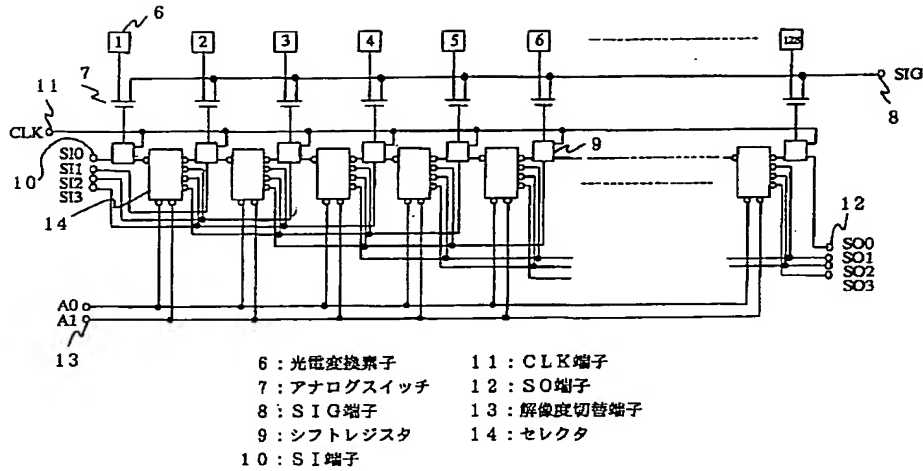 6
1 2 3 4 5 6
7
11
SIG
8
CLK
SI0
10
SI1
SI2
SI3
9
14
12
SO0
SO1
SO2
SO3
A0
A1
13
6:光電変換素子 11:CLK端子
7:アナログスイッチ 12:SO端子
8:SIG端子 13:解像度切替端子
9:シフトレジスタ 14:セレクタ
10:SI端子